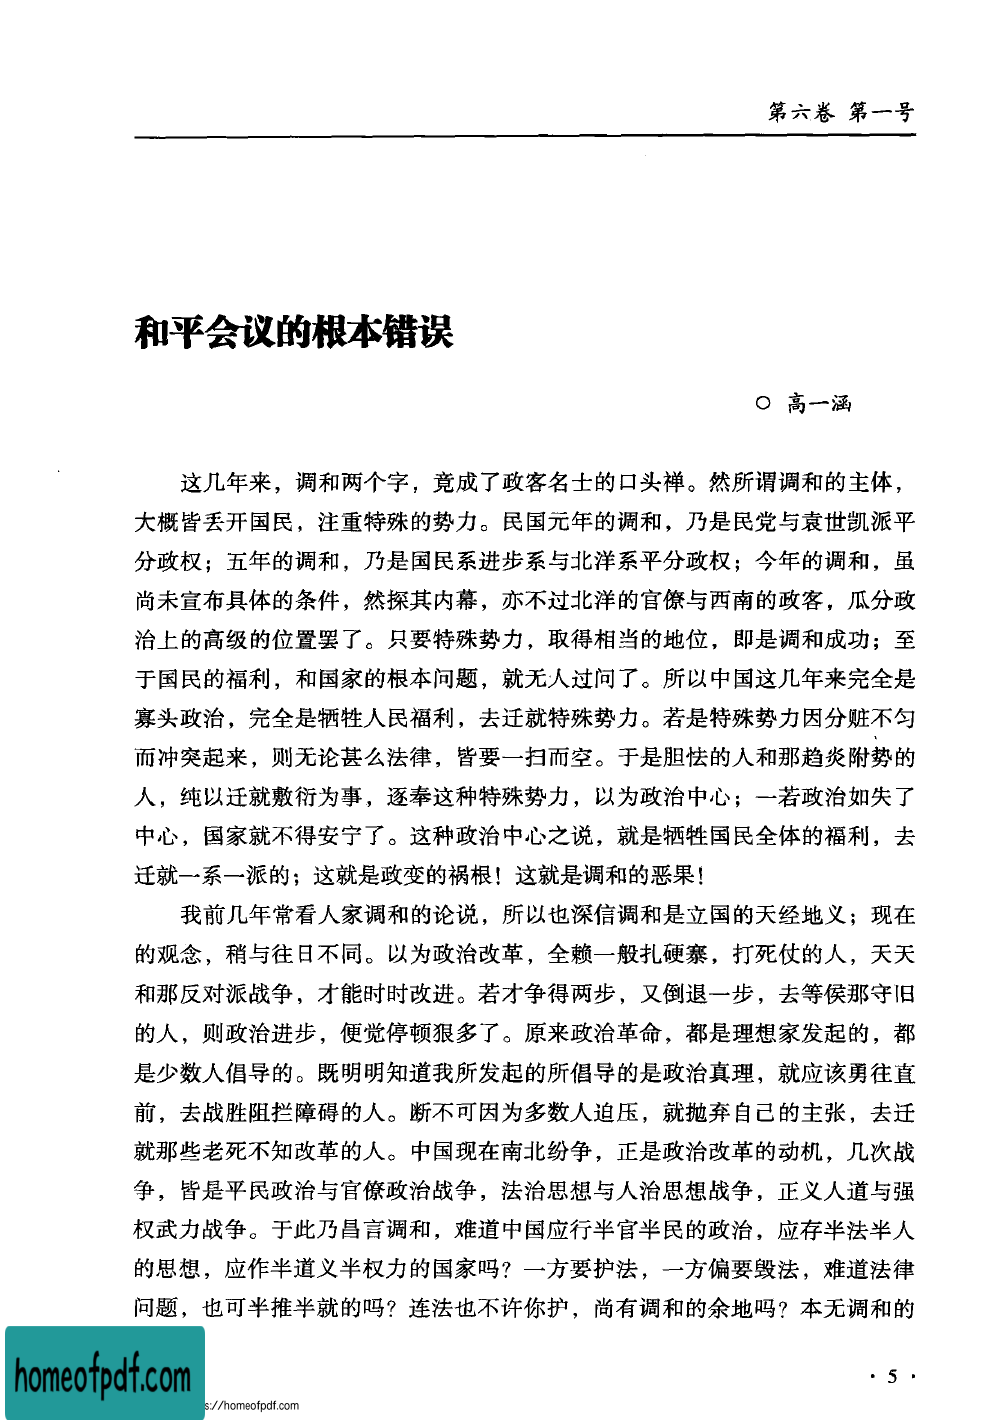 第六卷 第一号
和平会议的根本错误
○ 高一涵
这几年来，调和两个字，竟成了政客名士的口头禅。然所谓调和的主体，
大概皆丢开国民，注重特殊的势力。民国元年的调和，乃是民党与袁世凯派平
分政权；五年的调和，乃是国民系进步系与北洋系平分政权；今年的调和，虽
尚未宣布具体的条件，然探其内幕，亦不过北洋的官僚与西南的政客，瓜分政
治上的高级的位置罢了。只要特殊势力，取得相当的地位，即是调和成功；至
于国民的福利，和国家的根本问题，就无人过问了。所以中国这几年来完全是
寡头政治，完全是牺牲人民福利，去迁就特殊势力。若是特殊势力因分赃不匀
而冲突起来，则无论甚么法律，皆要一扫而空。于是胆怯的人和那趋炎附势的
人，纯以迁就敷衍为事，逐奉这种特殊势力，以为政治中心；一若政治如失了
中心，国家就不得安宁了。这种政治中心之说，就是牺牲国民全体的福利，去
迁就一系一派的；这就是政变的祸根！这就是调和的恶果！
我前几年常看人家调和的论说，所以也深信调和是立国的天经地义；现在
的观念，稍与往日不同。以为政治改革，全赖一般扎硬寨，打死仗的人，天天
和那反对派战争，才能时时改进。若才争得两步，又倒退一步，去等侯那守旧
的人，则政治进步，便觉停顿狠多了。原来政治革命，都是理想家发起的，都
是少数人倡导的。既明明知道我所发起的所倡导的是政治真理，就应该勇往直
前，去战胜阻拦障碍的人。断不可因为多数人迫压，就抛弃自己的主张，去迁
就那些老死不知改革的人。中国现在南北纷争，正是政治改革的动机，几次战
争，皆是平民政治与官僚政治战争，法治思想与人治思想战争，正义人道与强
权武力战争。于此乃昌言调和，难道中国应行半官半民的政治，应存半法半人
的思想，应作半道义半权力的国家吗？一方要护法，一方偏要毁法，难道法律
问题，也可半推半就的吗？连法也不许你护，尚有调和的余地吗？本无调和的
homeofpdf.com
· 5 ·
s://homeofpdf.com